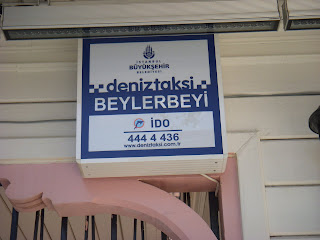 İSTANBUL
BÜYÜKŞEHİR
BELEDİYESİ
deniztaksi
BEYLERBEYİ
İDO
444 4 436
www.deniztaksi.com.tr